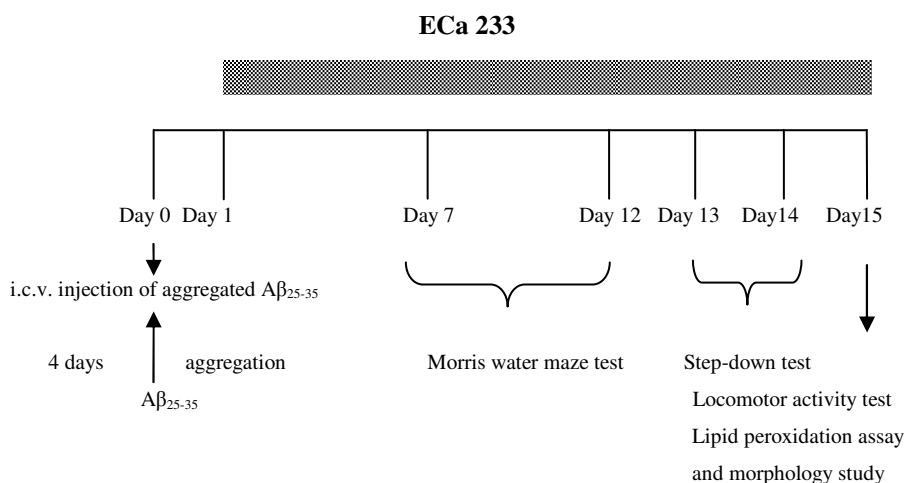 ECa 233
Day 0 Day 1 Day 7 Day 12 Day 13 Day14 Day15
i.c.v. injection of aggregated Aβ25-35
4 days aggregation Morris water maze test Step-down test
Aβ25-35 Locomotor activity test
Lipid peroxidation assay
and morphology study